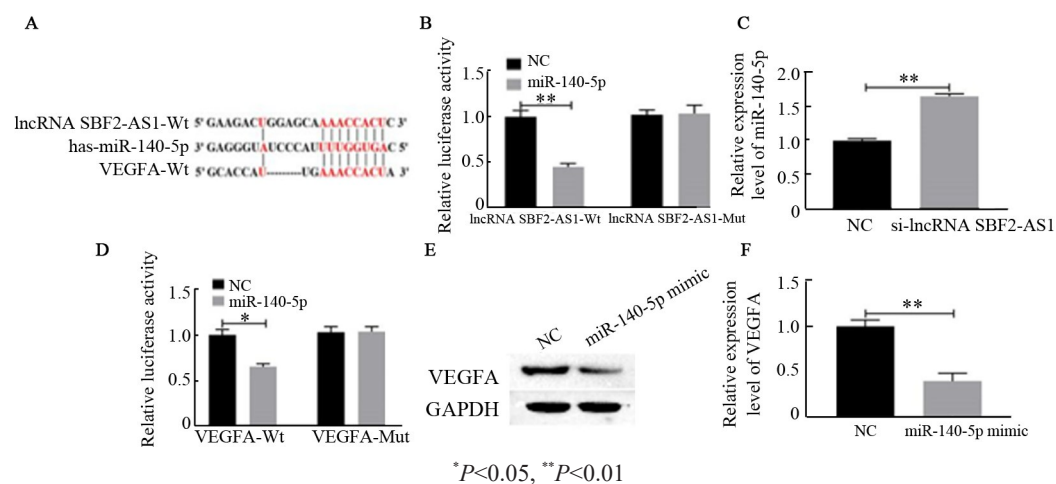 A
lncRNA SBF2-AS1-Wt 5' GAAGACUGGAGCAAAACCACUC 3'
has-miR-140-5p 3' GAGGGUAUCCCAUUUUGGUGAC 5'
VEGFA-Wt 5' GCACCAU--------UGAAACCACUA 3'
B
Relative luciferase activity
NC
miR-140-5p
**
1.5
1.0
0.5
0
lncRNA SBF2-AS1-Wt lncRNA SBF2-AS1-Mut
C
Relative expression
level of miR-140-5p
**
2.0
1.5
1.0
0.5
0
NC si-lncRNA SBF2-AS1
D
Relative luciferase activity
NC
miR-140-5p
*
1.5
1.0
0.5
0
VEGFA-Wt VEGFA-Mut
E
NC miR-140-5p mimic
VEGFA
GAPDH
F
Relative expression
level of VEGFA
**
1.5
1.0
0.5
0
NC miR-140-5p mimic
*P<0.05, **P<0.01